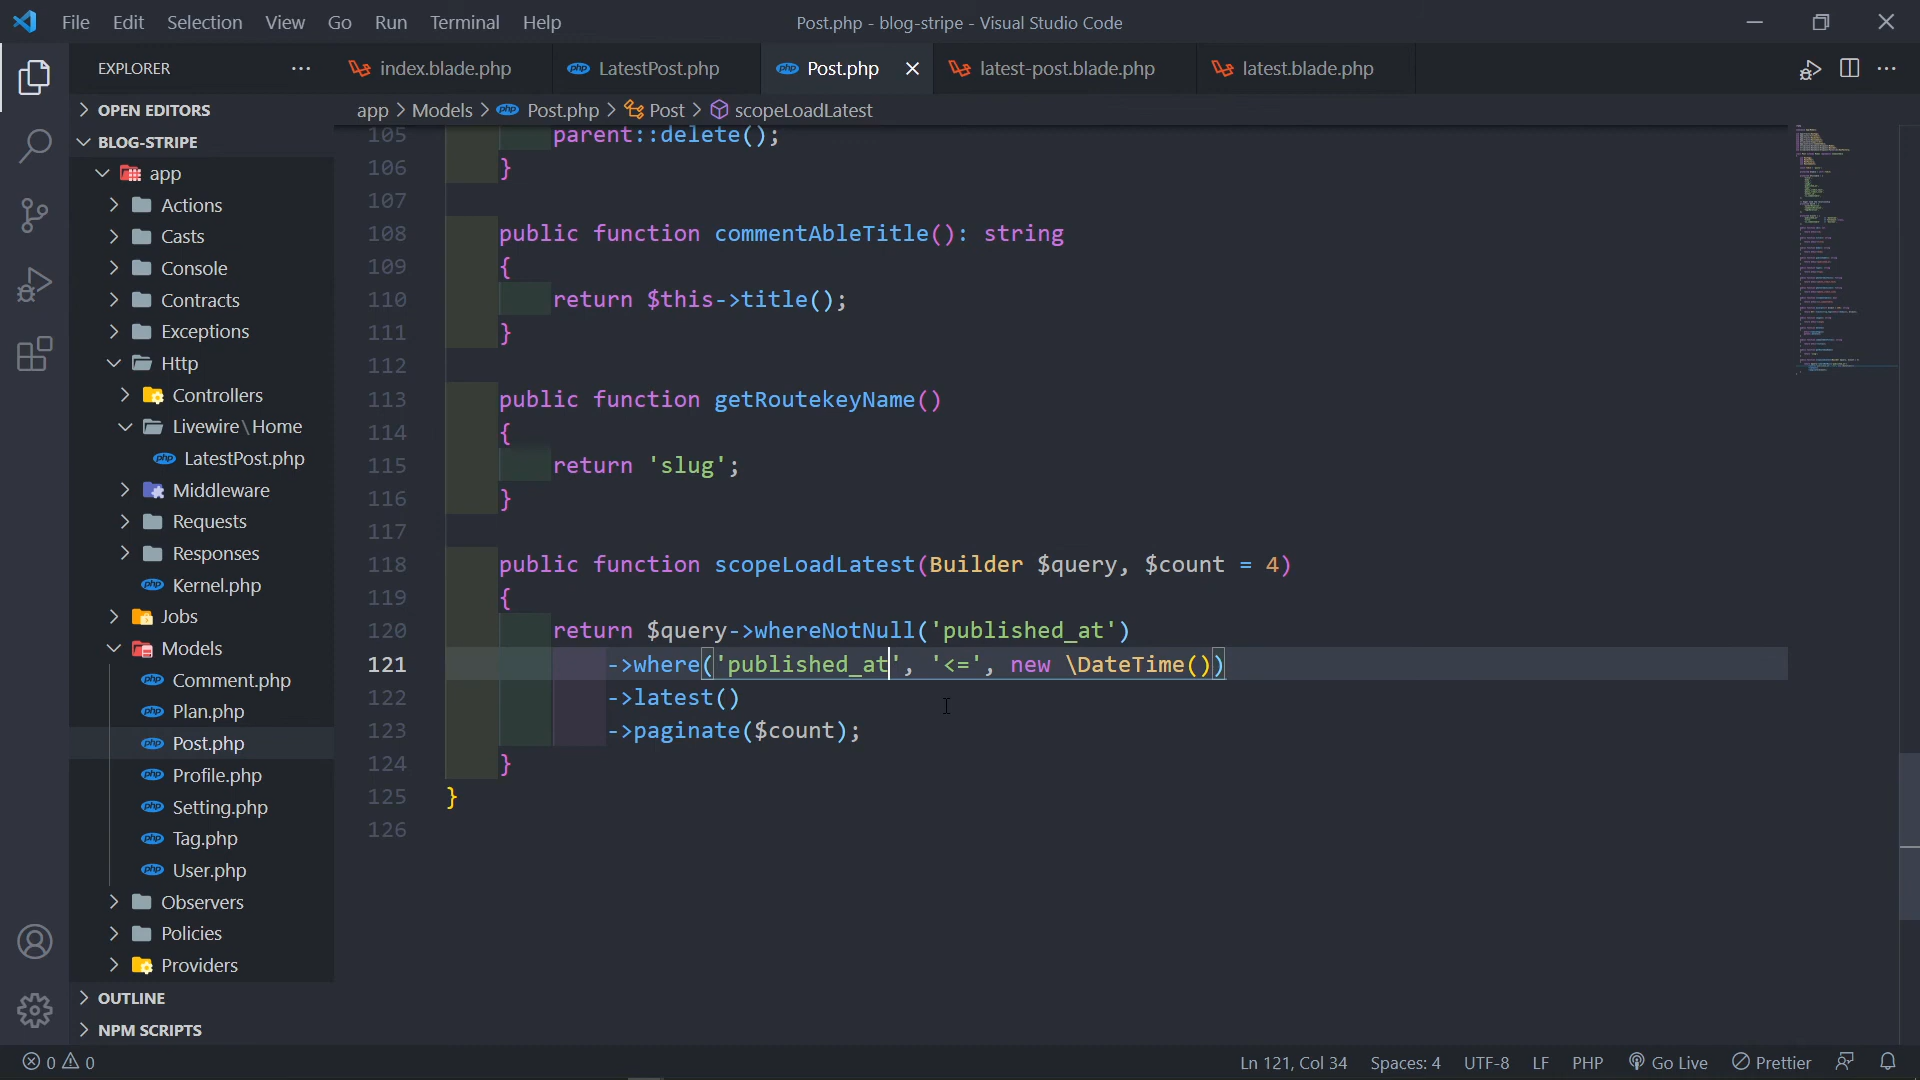 File Edit Selection View Go Run Terminal Help
Post.php - blog-stripe - Visual Studio Code
EXPLORER
index.blade.php LatestPost.php Post.php latest-post.blade.php latest.blade.php
app > Models > Post.php > Post > scopeLoadLatest
OPEN EDITORS
BLOG-STRIPE
app
Actions
Casts
Console
Contracts
Exceptions
Http
Controllers
Livewire\Home
LatestPost.php
Middleware
Requests
Responses
Kernel.php
Jobs
Models
Comment.php
Plan.php
Post.php
Profile.php
Setting.php
Tag.php
User.php
Observers
Policies
Providers
OUTLINE
NPM SCRIPTS
105 parent::delete();
106 }
107
108 public function commentAbleTitle(): string
109 {
110 return $this->title();
111 }
112
113 public function getRoutekeyName()
114 {
115 return 'slug';
116 }
117
118 public function scopeLoadLatest(Builder $query, $count = 4)
119 {
120 return $query->whereNotNull('published_at')
121 ->where('published_at', '<=', new \DateTime())
122 ->latest()
123 ->paginate($count);
124 }
125 }
126
0 0
Ln 121, Col 34 Spaces: 4 UTF-8 LF PHP Go Live Prettier